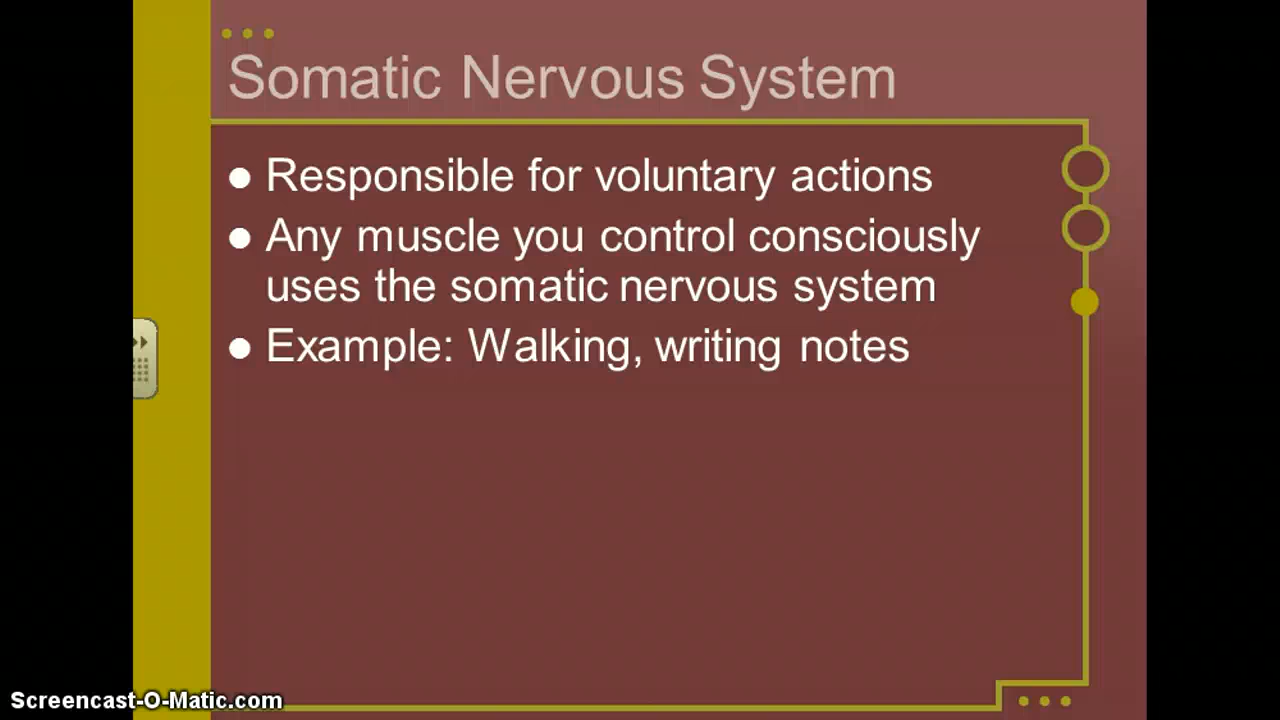 Somatic Nervous System
● Responsible for voluntary actions
● Any muscle you control consciously
uses the somatic nervous system
● Example: Walking, writing notes
Screencast-O-Matic.com